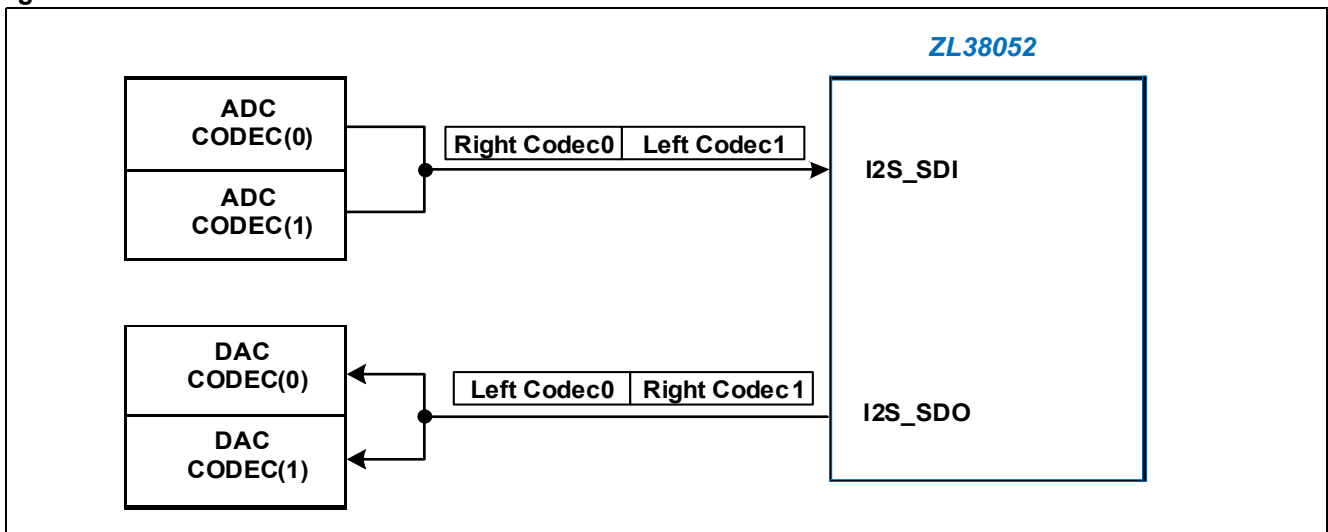 ZL38052
ADC
CODEC(0)
Right Codec0 Left Codec1
I2S_SDI
ADC
CODEC(1)
DAC
CODEC(0)
Left Codec0 Right Codec1
I2S_SDO
DAC
CODEC(1)